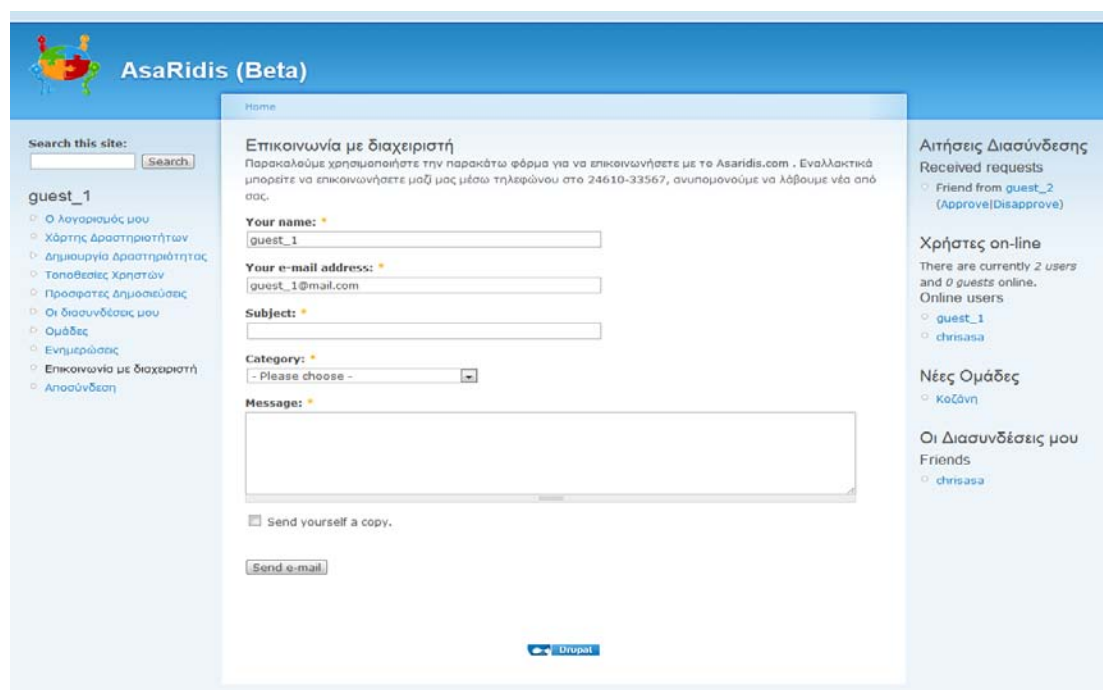 AsaRidis (Beta)
Home
Search this site:
Search
guest_1
Ο λογαρισμός μου
Χάρτης Δραστηριοτήτων
Δημιουργία Δραστηριότητας
Τοποθεσίες Χρηστών
Προσφατες Δημοσιεύσεις
Οι διασυνδέσεις μου
Ομάδες
Ενημερώσεις
Επικοινωνία με διαχειριστή
Αποσύνδεση
Επικοινωνία με διαχειριστή
Παρακαλούμε χρησιμοποιήστε την παρακάτω φόρμα για να επικοινωνήσετε με το Asaridis.com . Εναλλακτικά
μπορείτε να επικοινωνήσετε μαζί μας μέσω τηλεφώνου στο 24610-33567, ανυπομονούμε να λάβουμε νέα από
σας.
Your name: *
guest_1
Your e-mail address: *
guest_1@mail.com
Subject: *
Category: *
- Please choose -
Message: *
Send yourself a copy.
Send e-mail
Drupal
Αιτήσεις Διασύνδεσης
Received requests
Friend from guest_2
(Approve|Disapprove)
Χρήστες on-line
There are currently 2 users
and 0 guests online.
Online users
guest_1
chrisasa
Νέες Ομάδες
Κοζάνη
Οι Διασυνδέσεις μου
Friends
chrisasa